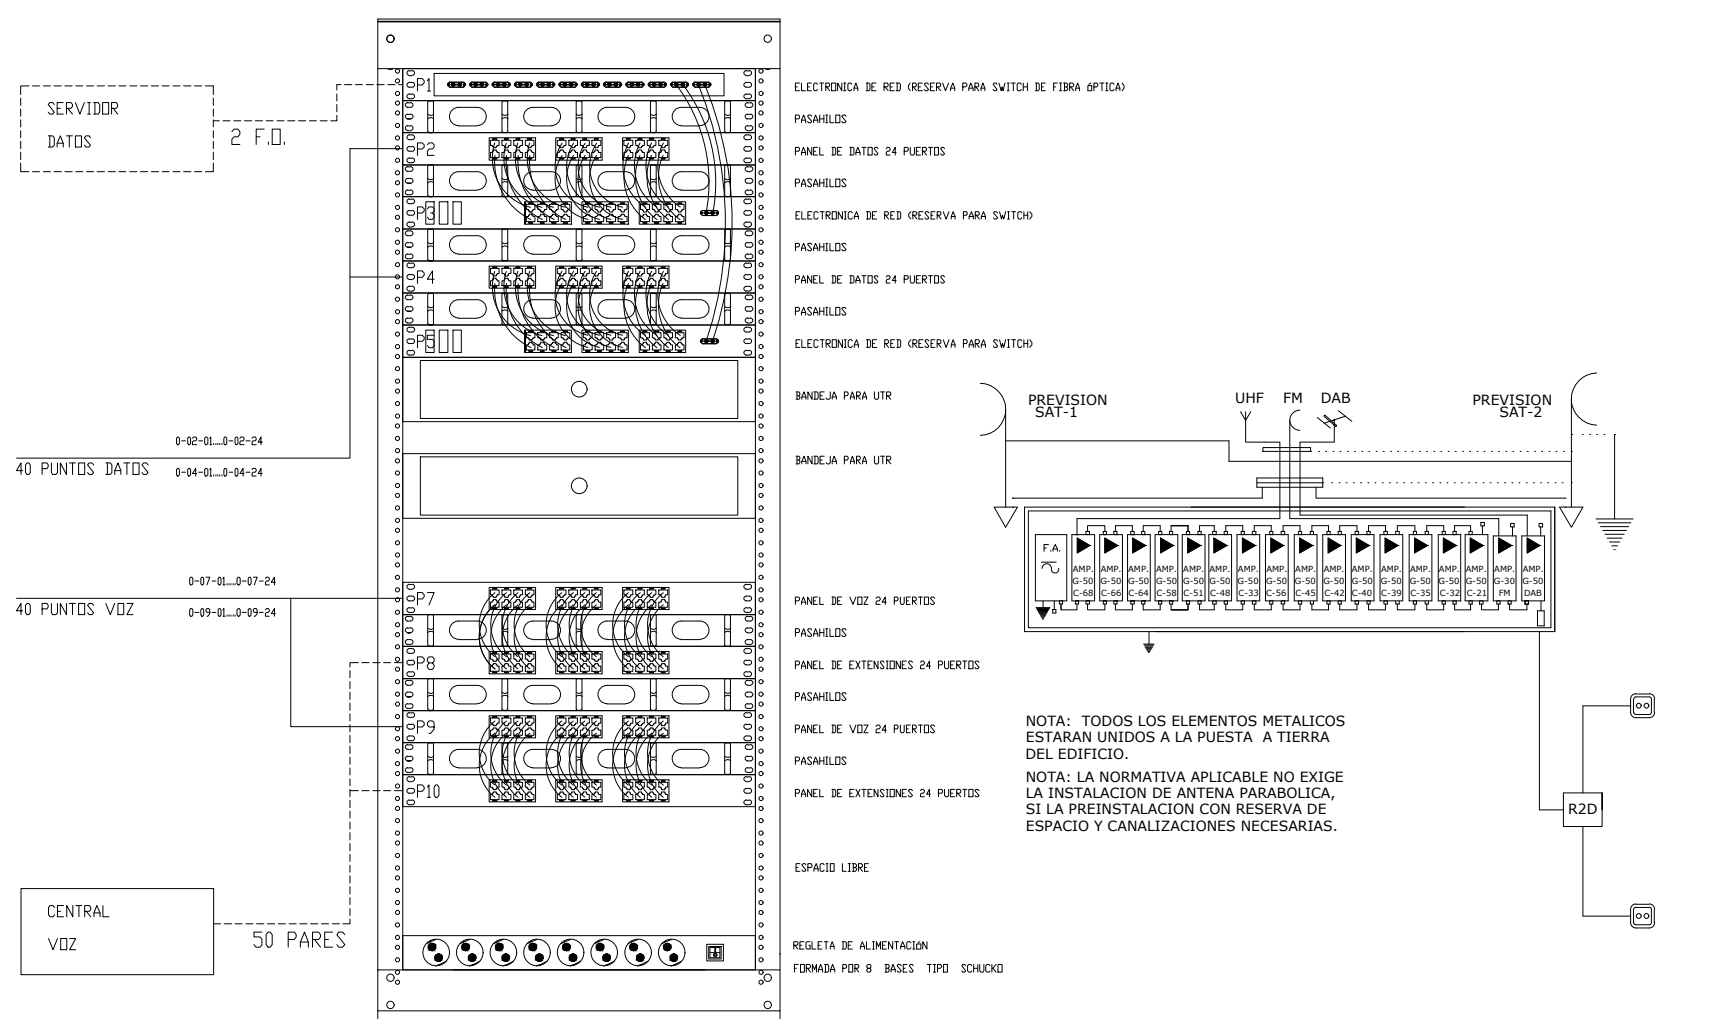 SERVIDOR
DATOS
2 F.O.
P1
P2
P3
P4
P5
P7
P8
P9
P10
0-02-01....0-02-24
40 PUNTOS DATOS
0-04-01....0-04-24
0-07-01....0-07-24
40 PUNTOS VOZ
0-09-01....0-09-24
CENTRAL
VOZ
50 PARES
ELECTRONICA DE RED (RESERVA PARA SWITCH DE FIBRA óPTICA)
PASAHILOS
PANEL DE DATOS 24 PUERTOS
PASAHILOS
ELECTRONICA DE RED (RESERVA PARA SWITCH)
PASAHILOS
PANEL DE DATOS 24 PUERTOS
PASAHILOS
ELECTRONICA DE RED (RESERVA PARA SWITCH)
BANDEJA PARA UTR
BANDEJA PARA UTR
PANEL DE VOZ 24 PUERTOS
PASAHILOS
PANEL DE EXTENSIONES 24 PUERTOS
PASAHILOS
PANEL DE VOZ 24 PUERTOS
PASAHILOS
PANEL DE EXTENSIONES 24 PUERTOS
ESPACIO LIBRE
REGLETA DE ALIMENTACIóN
FORMADA POR 8 BASES TIPO SCHUCKO
PREVISION
SAT-1
UHF FM DAB
PREVISION
SAT-2
F.A.
AMP. G-50 C-68
AMP. G-50 C-66
AMP. G-50 C-64
AMP. G-50 C-58
AMP. G-50 C-51
AMP. G-50 C-48
AMP. G-50 C-33
AMP. G-50 C-56
AMP. G-50 C-45
AMP. G-50 C-42
AMP. G-50 C-40
AMP. G-50 C-39
AMP. G-50 C-35
AMP. G-50 C-32
AMP. G-50 C-21
AMP. G-30 FM
AMP. G-50 DAB
NOTA: TODOS LOS ELEMENTOS METALICOS
ESTARAN UNIDOS A LA PUESTA A TIERRA
DEL EDIFICIO.
NOTA: LA NORMATIVA APLICABLE NO EXIGE
LA INSTALACION DE ANTENA PARABOLICA,
SI LA PREINSTALACION CON RESERVA DE
ESPACIO Y CANALIZACIONES NECESARIAS.
R2D